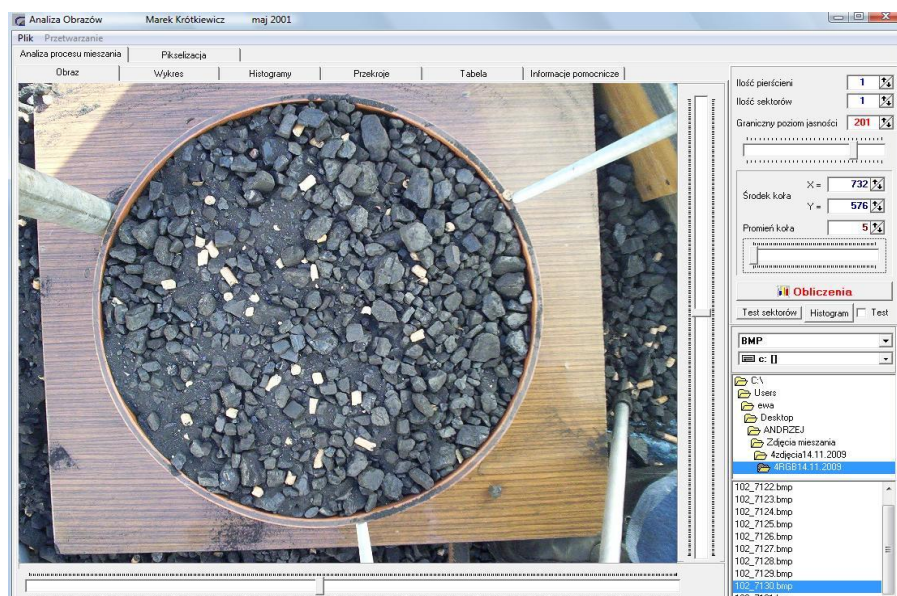 Analiza Obrazów Marek Krótkiewicz maj 2001
Plik Przetwarzanie
Analiza procesu mieszania Pikselizacja
Obraz Wykres Histogramy Przekroje Tabela Informacje pomocnicze
Ilość pierścieni 1
Ilość sektorów 1
Graniczny poziom jasności 201
Środek koła
X = 732
Y = 576
Promień koła 5
Obliczenia
Test sektorów Histogram Test
BMP
c: []
C:\
Users
ewa
Desktop
ANDRZEJ
Zdjęcia mieszania
4zdjęcia14.11.2009
4RGB14.11.2009
102_7122.bmp
102_7123.bmp
102_7124.bmp
102_7125.bmp
102_7126.bmp
102_7127.bmp
102_7128.bmp
102_7129.bmp
102_7130.bmp